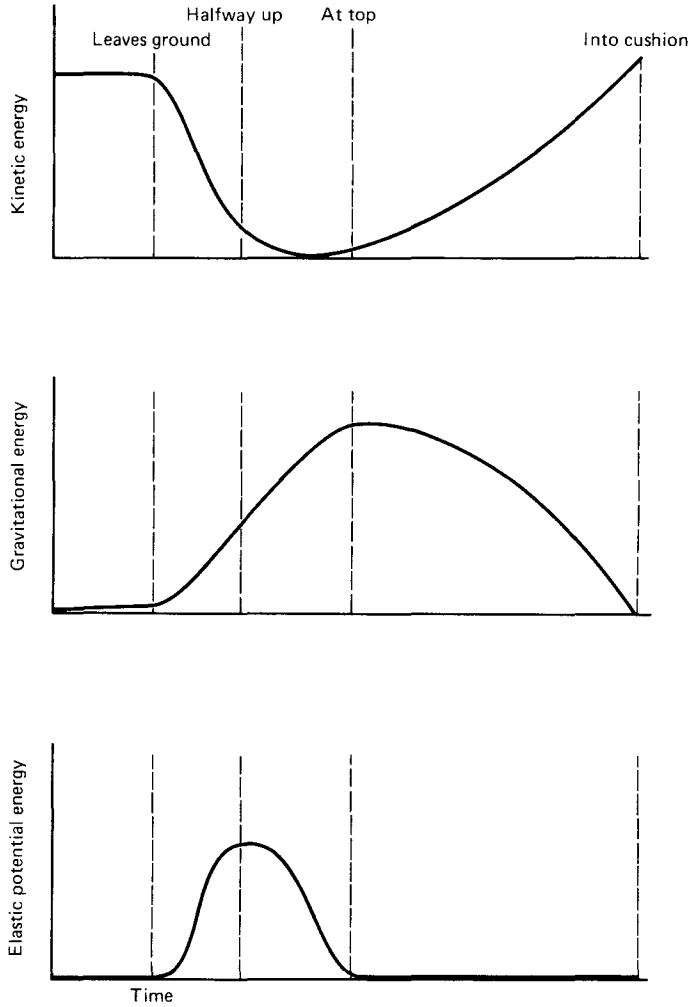 Halfway up
At top
Leaves ground
Into cushion
Kinetic energy
Gravitational energy
Elastic potential energy
Time